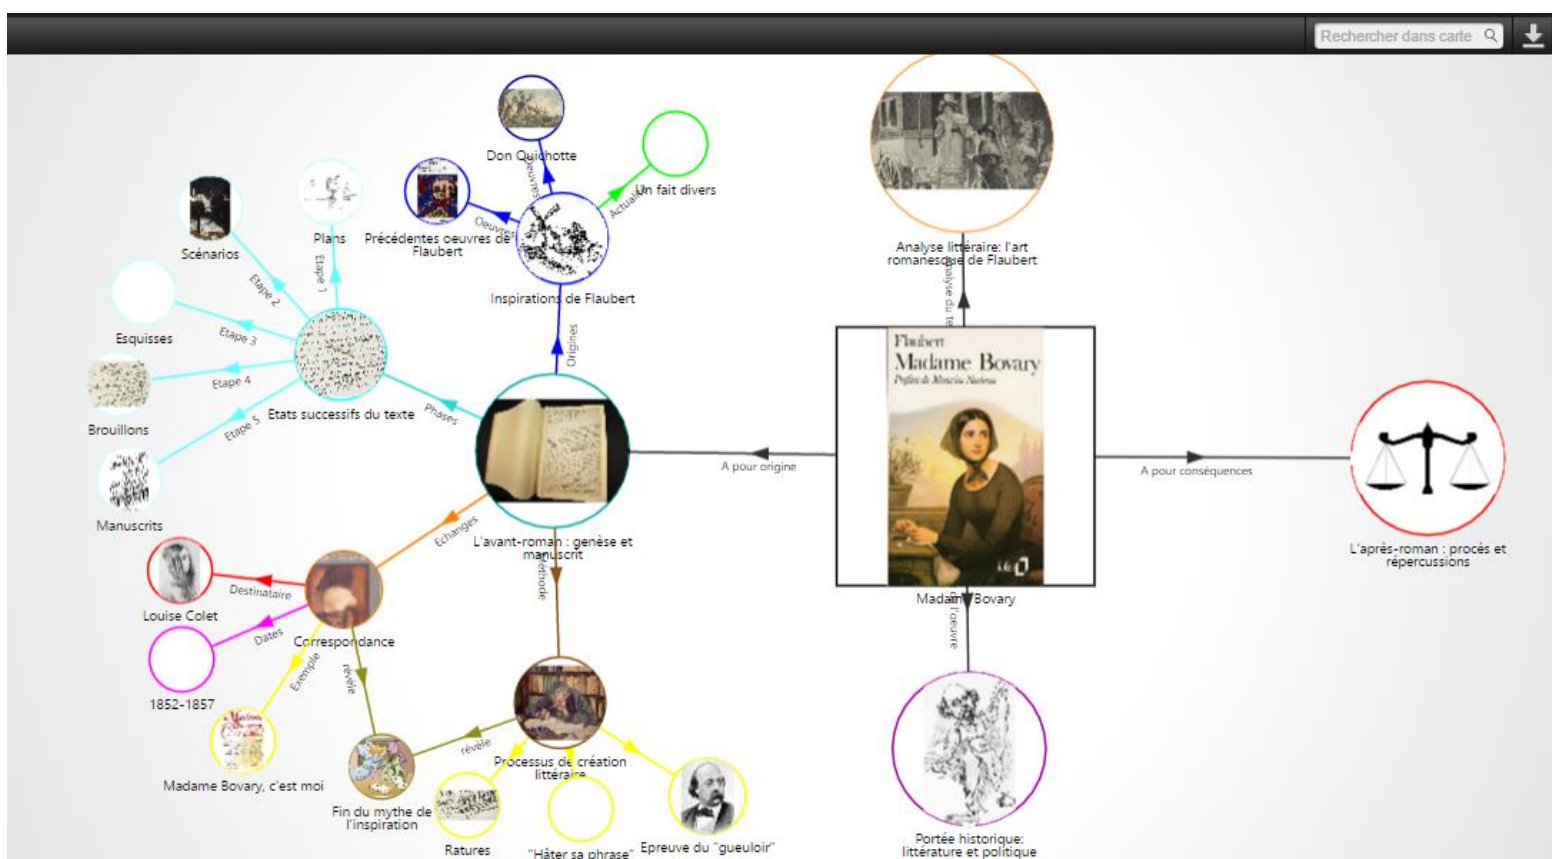 Rechercher dans carte
Don Quichotte
Oeuvres
Un fait divers
Actualité
Précédentes oeuvres de
Flaubert
Oeuvres
Inspirations de Flaubert
Origines
Scénarios
Plans
Etape 1
Etape 2
Esquisses
Etape 3
Etape 4
Brouillons
Etape 5
Etats successifs du texte
Manuscrits
Phases
Analyse littéraire: l'art
romanesque de Flaubert
Analyse du te
Flaubert
Madame Bovary
A pour origine
Madame Bovary
A pour conséquences
L'après-roman : procès et
répercussions
L'avant-roman : genèse et
manuscrit
Echanges
Méthode
Louise Colet
Destinataire
Dates
1852-1857
Correspondance
Exemple
révèle
Madame Bovary, c'est moi
Fin du mythe de
l'inspiration
révèle
Processus de création
littéraire
Ratures
"Hâter sa phrase"
Epreuve du "gueuloir"
l'oeuvre
Portée historique:
littérature et politique